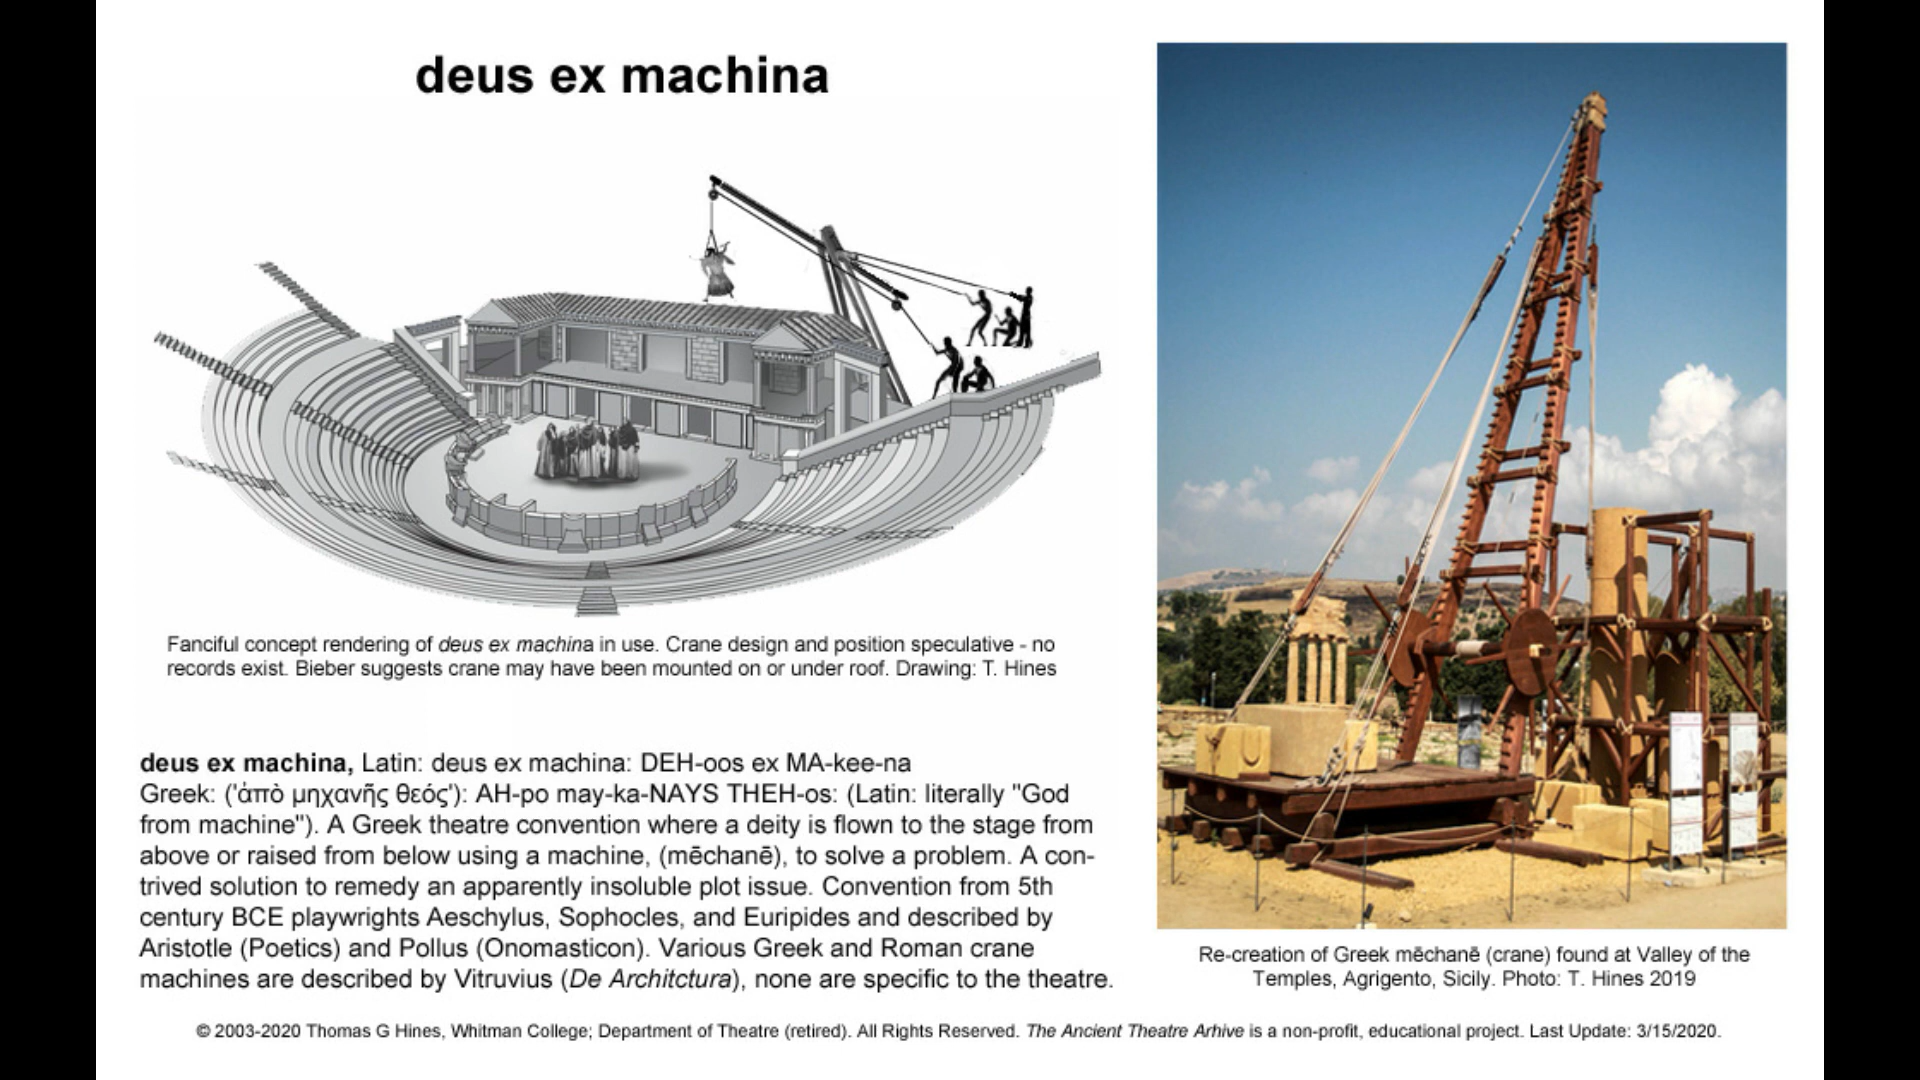 deus ex machina
Fanciful concept rendering of deus ex machina in use. Crane design and position speculative - no
records exist. Bieber suggests crane may have been mounted on or under roof. Drawing: T. Hines
deus ex machina, Latin: deus ex machina: DEH-oos ex MA-kee-na
Greek: ('ἀπὸ μηχανῆς θεός'): AH-po may-ka-NAYS THEH-os: (Latin: literally "God
from machine"). A Greek theatre convention where a deity is flown to the stage from
above or raised from below using a machine, (mēchanē), to solve a problem. A con-
trived solution to remedy an apparently insoluble plot issue. Convention from 5th
century BCE playwrights Aeschylus, Sophocles, and Euripides and described by
Aristotle (Poetics) and Pollus (Onomasticon). Various Greek and Roman crane
machines are described by Vitruvius (De Architctura), none are specific to the theatre.
Re-creation of Greek mēchanē (crane) found at Valley of the
Temples, Agrigento, Sicily. Photo: T. Hines 2019
© 2003-2020 Thomas G Hines, Whitman College; Department of Theatre (retired). All Rights Reserved. The Ancient Theatre Arhive is a non-profit, educational project. Last Update: 3/15/2020.